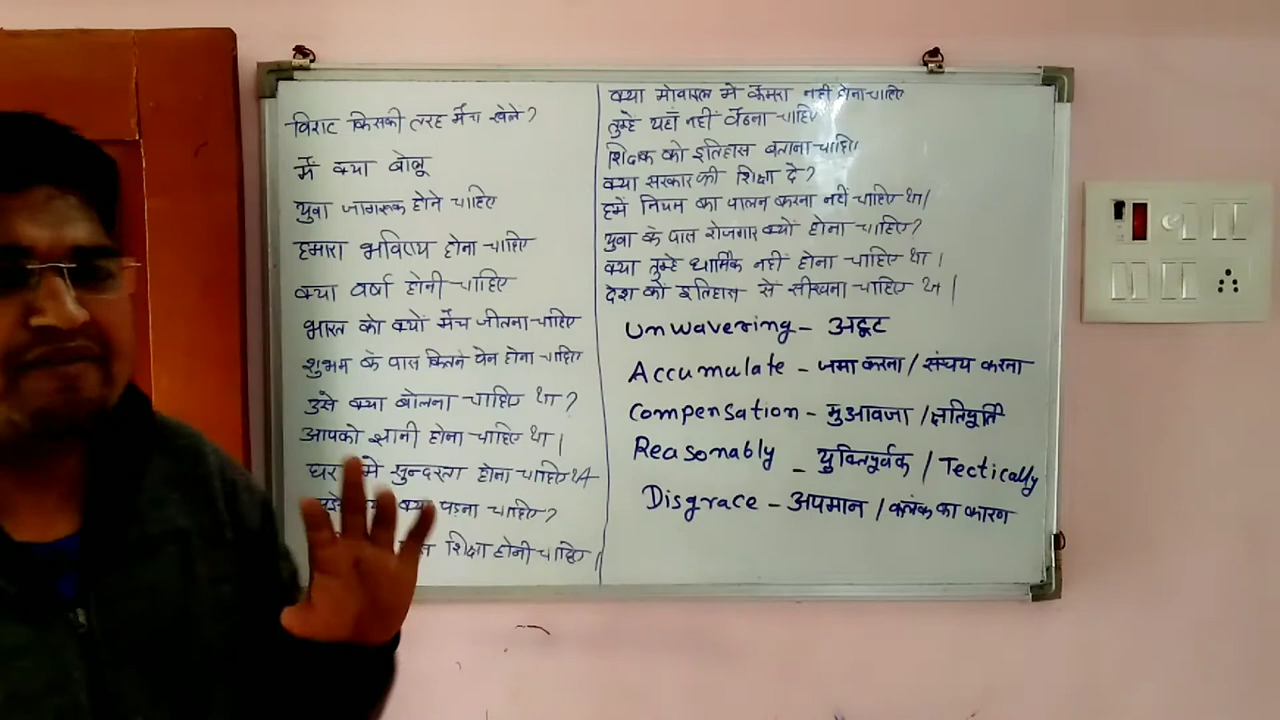 विराट किसकी तरह मैच खेले?
मैं क्या बोलू
युवा जागरूक होने चाहिए
हमारा भविष्य होना चाहिए
क्या वर्षा होनी चाहिए
भारत को क्यों मैच जीतना चाहिए
शुभम के पास कितने पेन होना चाहिए
उसे क्या बोलना चाहिए था?
आपको ज्ञानी होना चाहिए था।
घर में सुन्दरता होना चाहिए था
क्या पड़ना चाहिए?
शिक्षा होनी चाहिए।
क्या मोबाइल में कैमरा नहीं होना चाहिए
तुम्हे यहाँ नहीं बैठना चाहिए
शिक्षक को इतिहास बताना चाहिए।
क्या सरकार की शिक्षा दे?
हमें नियम का पालन करना नहीं चाहिए था।
युवा के पास रोजगार क्यों होना चाहिए?
क्या तुम्हे धार्मिक नहीं होना चाहिए था।
देश को इतिहास से सीखना चाहिए था।
Unwavering - अटूट
Accumulate - जमा करना / संचय करना
Compensation - मुआवजा / क्षतिपूर्ति
Reasonably - युक्तिपूर्वक / Tectically
Disgrace - अपमान / कलंक का कारण